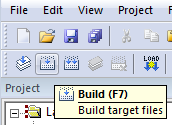 File Edit View Project
LOAD
Project
Build (F7)
Build target files